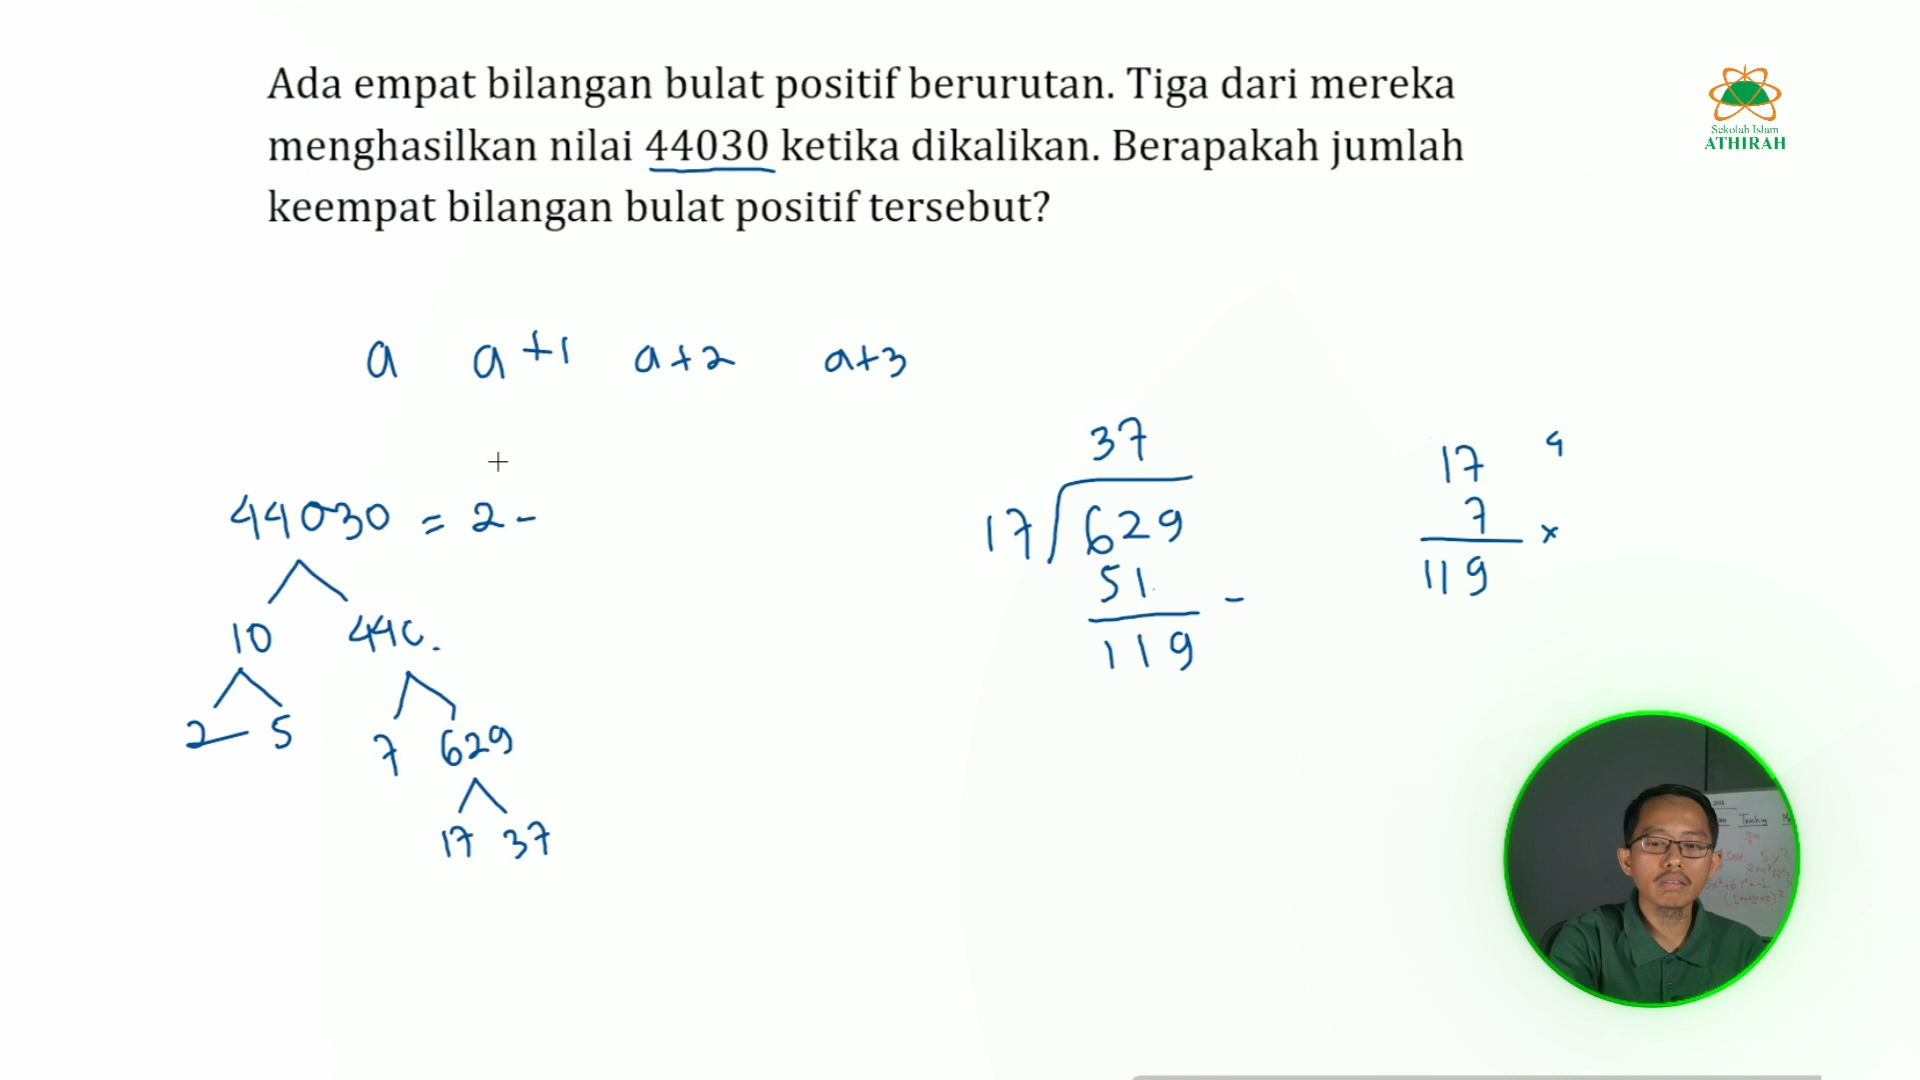 Ada empat bilangan bulat positif berurutan. Tiga dari mereka
menghasilkan nilai 44030 ketika dikalikan. Berapakah jumlah
keempat bilangan bulat positif tersebut?
Sekolah Islam
ATHIRAH
a a+1 a+2 a+3
44030 = 2 -
10 440.
2 5 7 629
17 37
37
17 629
51 -
119
17 9
7 x
119
Teach